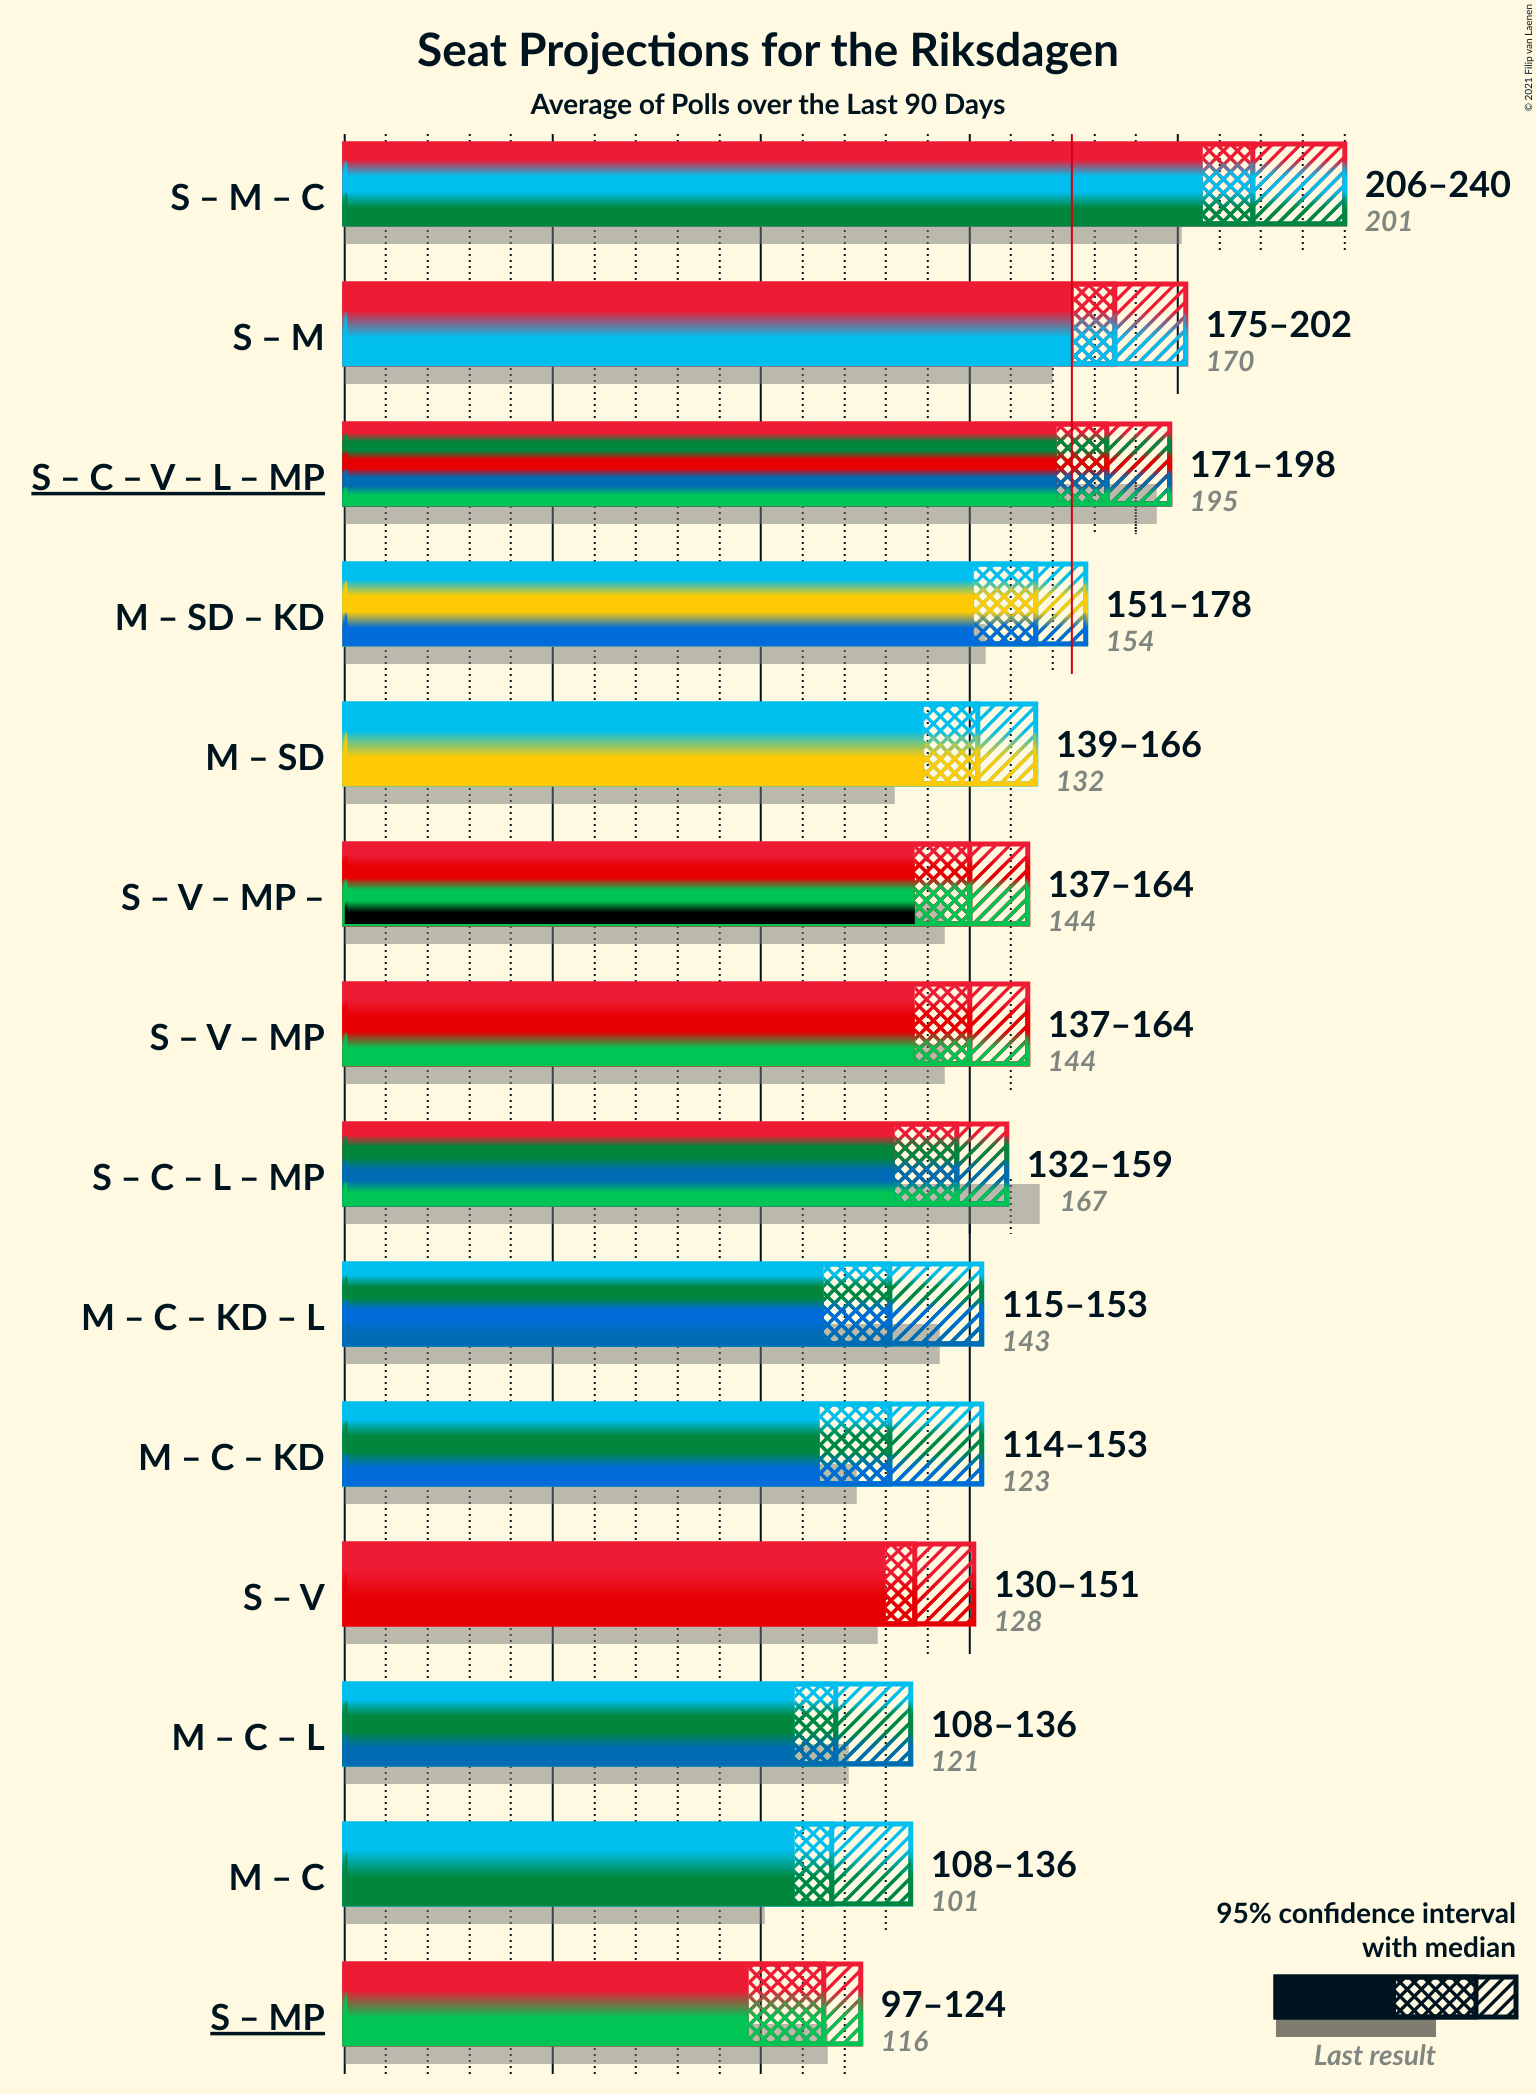 Seat Projections for the Riksdagen
Average of Polls over the Last 90 Days
© 2021 Filip van Laenen
S – M – C
206–240
201
S – M
175–202
170
S – C – V – L – MP
171–198
195
M – SD – KD
151–178
154
M – SD
139–166
132
S – V – MP –
137–164
144
S – V – MP
137–164
144
S – C – L – MP
132–159
167
M – C – KD – L
115–153
143
M – C – KD
114–153
123
S – V
130–151
128
M – C – L
108–136
121
M – C
108–136
101
S – MP
97–124
116
95% confidence interval
with median
Last result